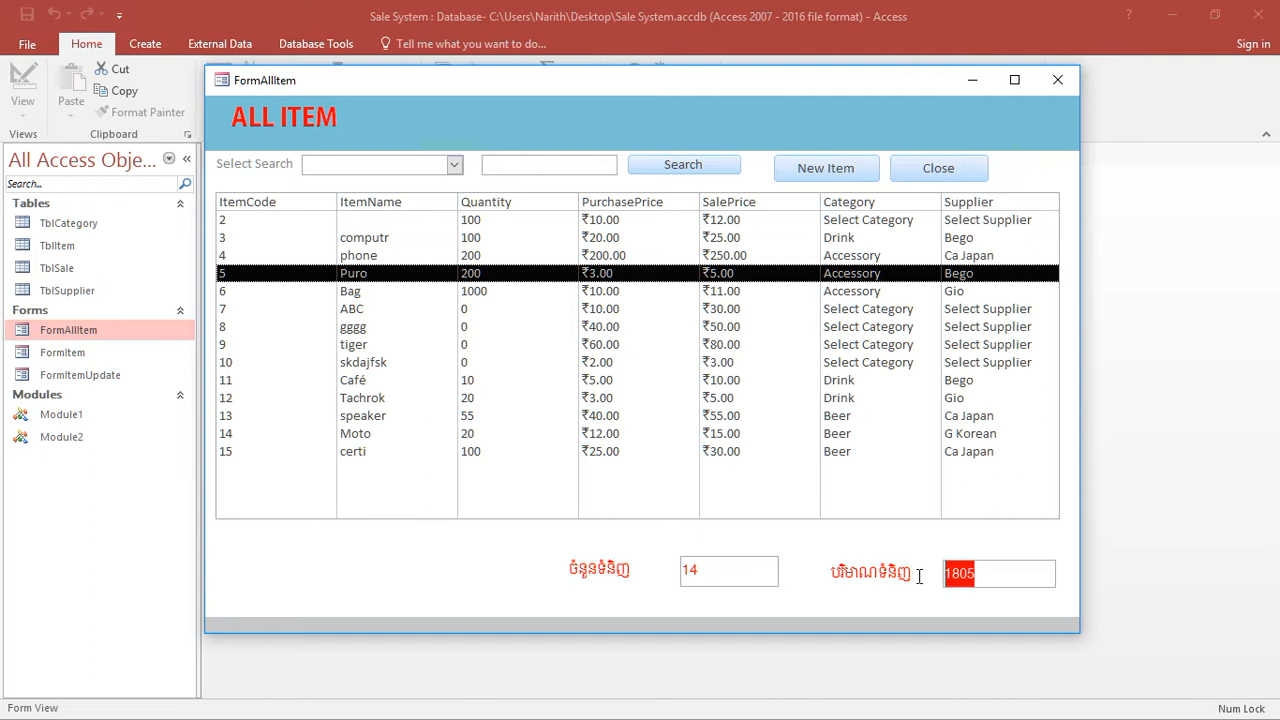 Sale System : Database- C:\Users\Narith\Desktop\Sale System.accdb (Access 2007 - 2016 file format) - Access
File Home Create External Data Database Tools Tell me what you want to do... Sign in
View
Views
Paste
Cut
Copy
Format Painter
Clipboard
All Access Obje...
Search...
Tables
TblCategory
TblItem
TblSale
TblSupplier
Forms
FormAllItem
FormItem
FormItemUpdate
Modules
Module1
Module2
FormAllItem
ALL ITEM
Select Search Search New Item Close
ItemCode ItemName Quantity PurchasePrice SalePrice Category Supplier
2 100 ₹10.00 ₹12.00 Select Category Select Supplier
3 computr 100 ₹20.00 ₹25.00 Drink Bego
4 phone 200 ₹200.00 ₹250.00 Accessory Ca Japan
5 Puro 200 ₹3.00 ₹5.00 Accessory Bego
6 Bag 1000 ₹10.00 ₹11.00 Accessory Gio
7 ABC 0 ₹10.00 ₹30.00 Select Category Select Supplier
8 gggg 0 ₹40.00 ₹50.00 Select Category Select Supplier
9 tiger 0 ₹60.00 ₹80.00 Select Category Select Supplier
10 skdajfsk 0 ₹2.00 ₹3.00 Select Category Select Supplier
11 Café 10 ₹5.00 ₹10.00 Drink Bego
12 Tachrok 20 ₹3.00 ₹5.00 Drink Gio
13 speaker 55 ₹40.00 ₹55.00 Beer Ca Japan
14 Moto 20 ₹12.00 ₹15.00 Beer G Korean
15 certi 100 ₹25.00 ₹30.00 Beer Ca Japan
ចំនួនទំនិញ 14 បរិមាណទំនិញ 1805
Form View
Num Lock